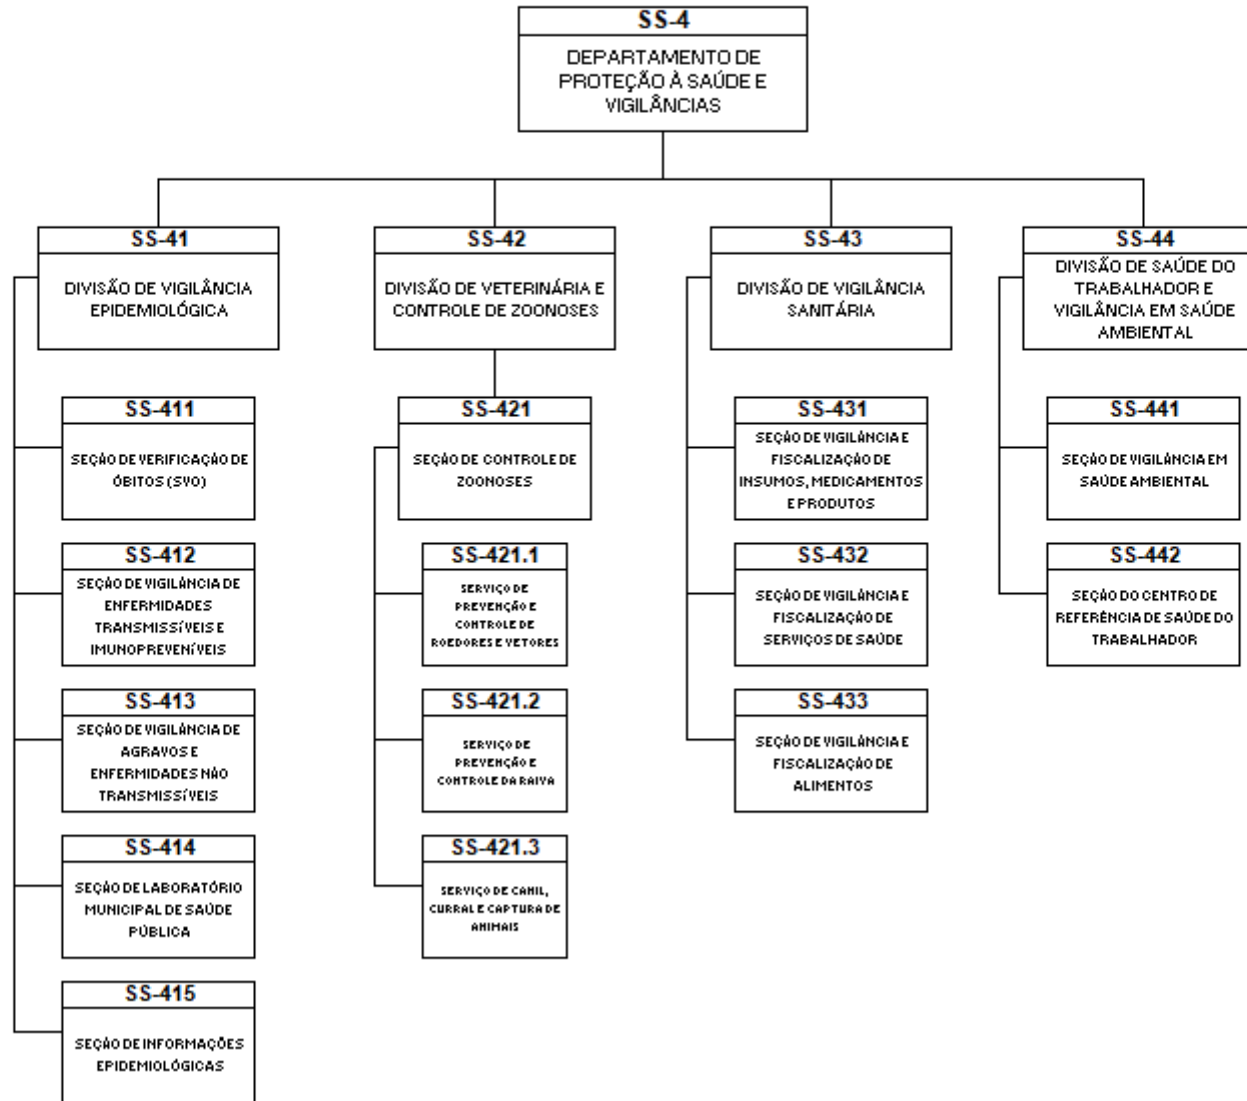 SS-4
DEPARTAMENTO DE
PROTEÇÃO À SAÚDE E
VIGILÂNCIAS
SS-41
DIVISÃO DE VIGILÂNCIA
EPIDEMIOLÓGICA
SS-411
SEÇÃO DE VERIFICAÇÃO DE
ÓBITOS (SVO)
SS-412
SEÇÃO DE VIGILÂNCIA DE
ENFERMIDADES
TRANSMISSÍVEIS E
IMUNOPREVENÍVEIS
SS-413
SEÇÃO DE VIGILÂNCIA DE
AGRAVOS E
ENFERMIDADES NÃO
TRANSMISSÍVEIS
SS-414
SEÇÃO DE LABORATÓRIO
MUNICIPAL DE SAÚDE
PÚBLICA
SS-415
SEÇÃO DE INFORMAÇÕES
EPIDEMIOLÓGICAS
SS-42
DIVISÃO DE VETERINÁRIA E
CONTROLE DE ZOONOSES
SS-421
SEÇÃO DE CONTROLE DE
ZOONOSES
SS-421.1
SERVIÇO DE
PREVENÇÃO E
CONTROLE DE
ROEDORES E VETORES
SS-421.2
SERVIÇO DE
PREVENÇÃO E
CONTROLE DA RAIVA
SS-421.3
SERVIÇO DE CANIL,
CURRAL E CAPTURA DE
ANIMAIS
SS-43
DIVISÃO DE VIGILÂNCIA
SANITÁRIA
SS-431
SEÇÃO DE VIGILÂNCIA E
FISCALIZAÇÃO DE
INSUMOS, MEDICAMENTOS
E PRODUTOS
SS-432
SEÇÃO DE VIGILÂNCIA E
FISCALIZAÇÃO DE
SERVIÇOS DE SAÚDE
SS-433
SEÇÃO DE VIGILÂNCIA E
FISCALIZAÇÃO DE
ALIMENTOS
SS-44
DIVISÃO DE SAÚDE DO
TRABALHADOR E
VIGILÂNCIA EM SAÚDE
AMBIENTAL
SS-441
SEÇÃO DE VIGILÂNCIA EM
SAÚDE AMBIENTAL
SS-442
SEÇÃO DO CENTRO DE
REFERÊNCIA DE SAÚDE DO
TRABALHADOR